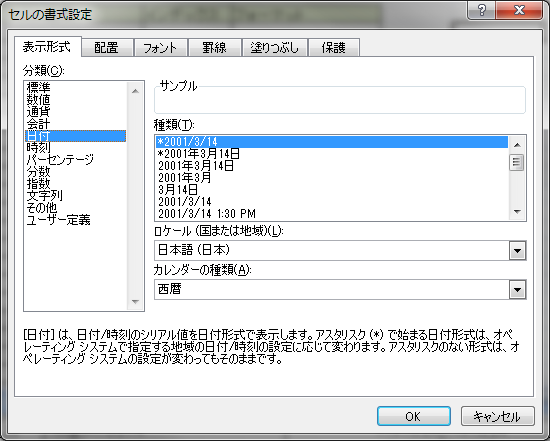 セルの書式設定
表示形式 配置 フォント 罫線 塗りつぶし 保護
分類(C):
標準
数値
通貨
会計
日付
時刻
パーセンテージ
分数
指数
文字列
その他
ユーザー定義
サンプル
種類(T):
*2001/3/14
*2001年3月14日
2001年3月14日
2001年3月
3月14日
2001/3/14
2001/3/14 1:30 PM
ロケール (国または地域)(L):
日本語 (日本)
カレンダーの種類(A):
西暦
[日付] は、日付/時刻のシリアル値を日付形式で表示します。アスタリスク (*) で始まる日付形式は、オペ
レーティング システムで指定する地域の日付/時刻の設定に応じて変わります。アスタリスクのない形式は、オ
ペレーティング システムの設定が変わってもそのままです。
OK キャンセル